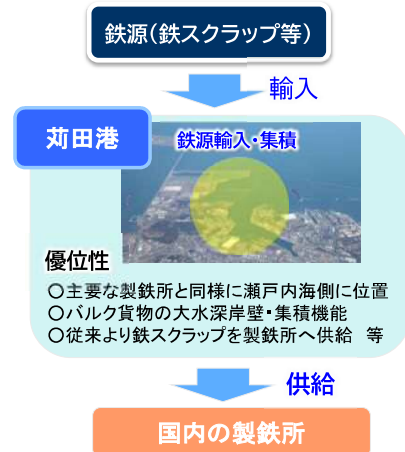 鉄源(鉄スクラップ等)
輸入
苅田港
鉄源輸入・集積
優位性
〇主要な製鉄所と同様に瀬戸内海側に位置
〇バルク貨物の大水深岸壁・集積機能
〇従来より鉄スクラップを製鉄所へ供給 等
供給
国内の製鉄所